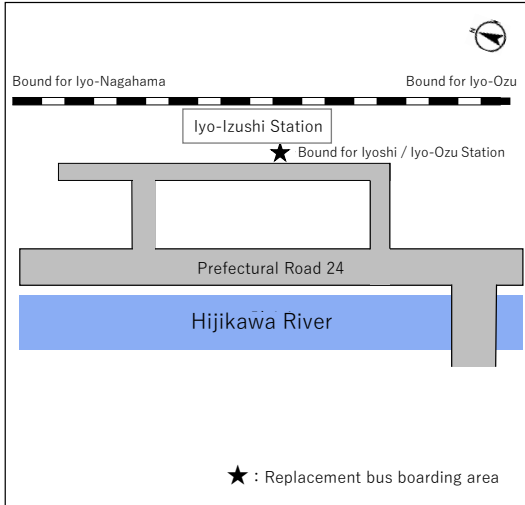 Bound for Iyo-Nagahama
Bound for Iyo-Ozu
Iyo-Izushi Station
★ Bound for Iyoshi / Iyo-Ozu Station
Prefectural Road 24
Hijikawa River
★ : Replacement bus boarding area